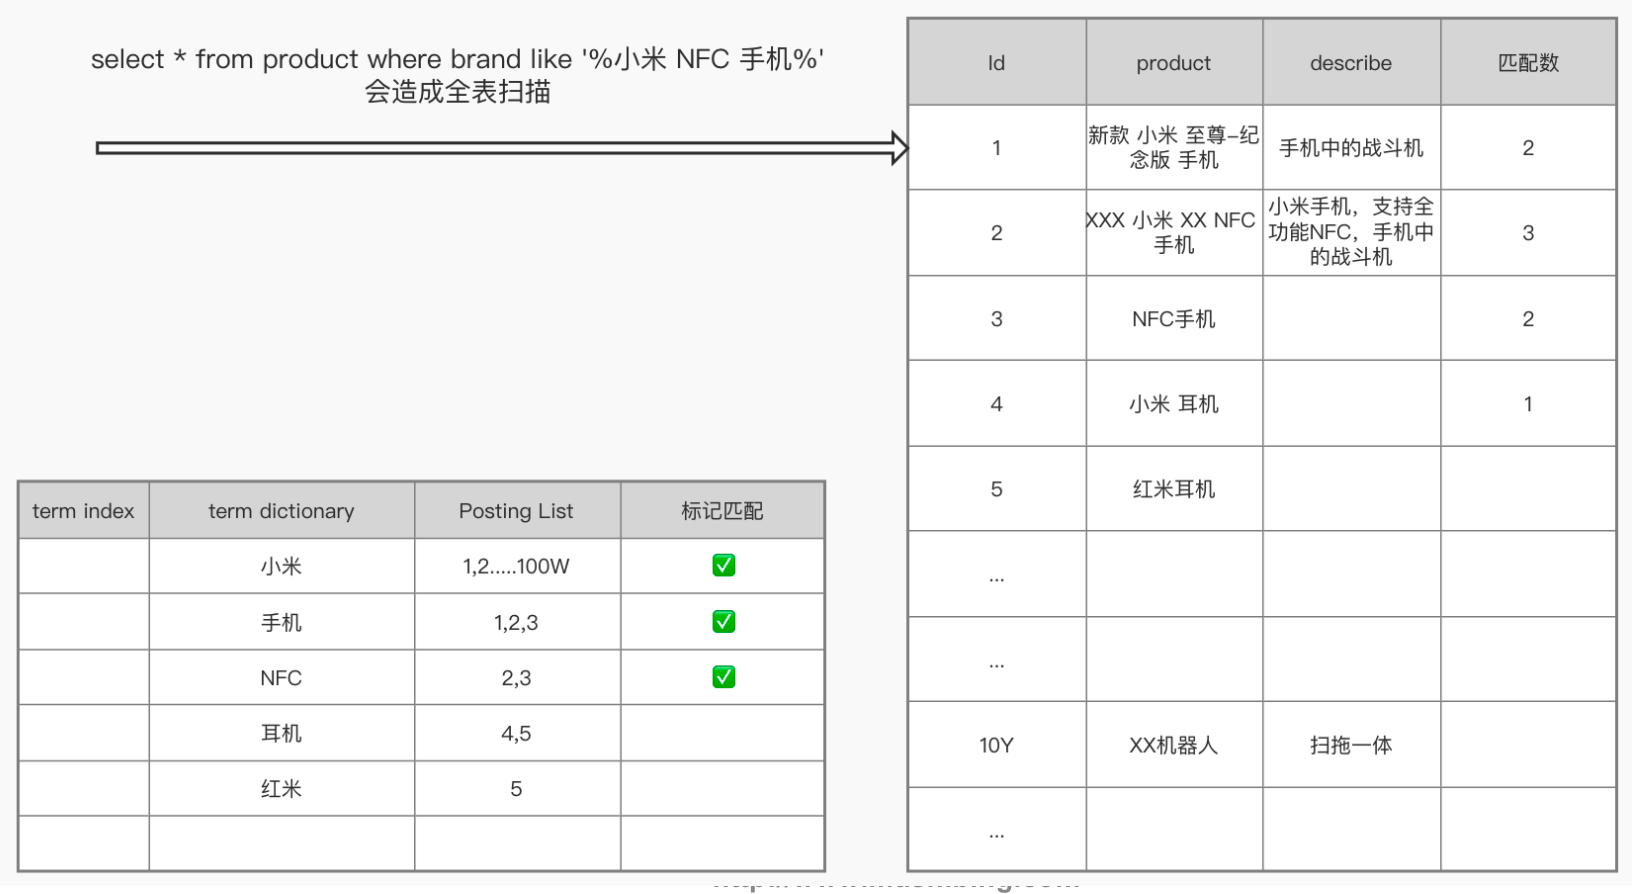 select * from product where brand like '%小米 NFC 手机%'
会造成全表扫描
Id product describe 匹配数
1 新款 小米 至尊-纪
念版 手机 手机中的战斗机 2
2 XXX 小米 XX NFC
手机 小米手机，支持全
功能NFC，手机中
的战斗机 3
3 NFC手机 2
4 小米 耳机 1
5 红米耳机
...
...
10Y XX机器人 扫拖一体
...
term index term dictionary Posting List 标记匹配
小米 1,2.....100W ✅
手机 1,2,3 ✅
NFC 2,3 ✅
耳机 4,5
红米 5